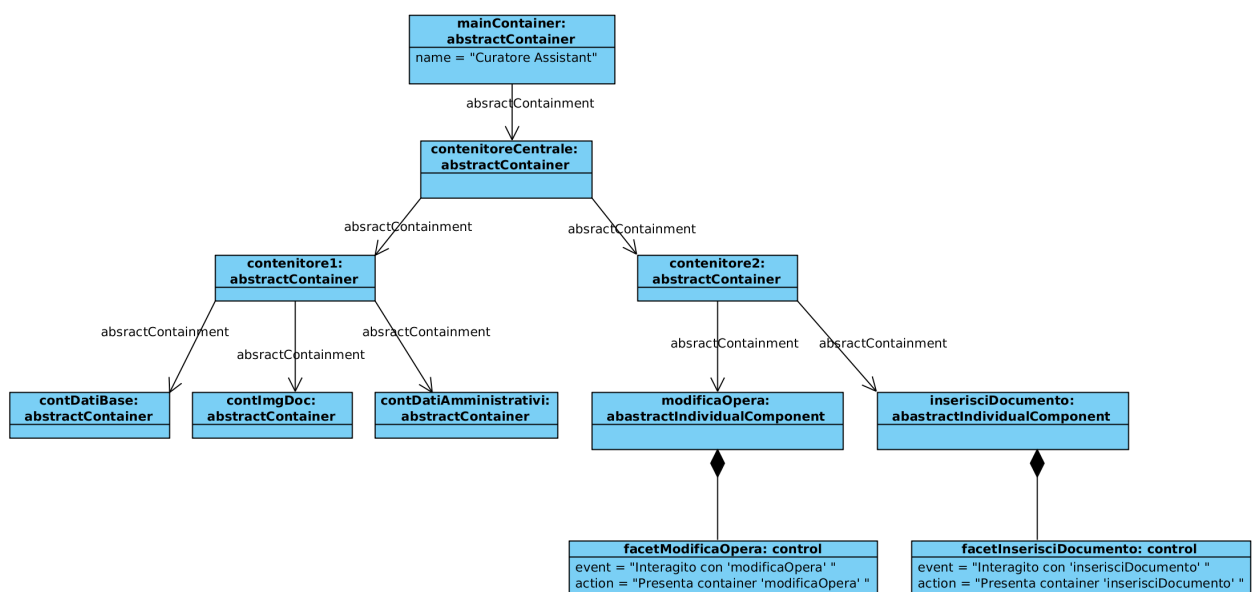 mainContainer:
abstractContainer
name = "Curatore Assistant"
absractContainment
contenitoreCentrale:
abstractContainer
absractContainment
absractContainment
contenitore1:
abstractContainer
contenitore2:
abstractContainer
absractContainment
absractContainment
absractContainment
absractContainment
absractContainment
contDatiBase:
abstractContainer
contImgDoc:
abstractContainer
contDatiAmministrativi:
abstractContainer
modificaOpera:
abastractIndividualComponent
inserisciDocumento:
abastractIndividualComponent
facetModificaOpera: control
event = "Interagito con 'modificaOpera' "
action = "Presenta container 'modificaOpera' "
facetInserisciDocumento: control
event = "Interagito con 'inserisciDocumento' "
action = "Presenta container 'inserisciDocumento' "